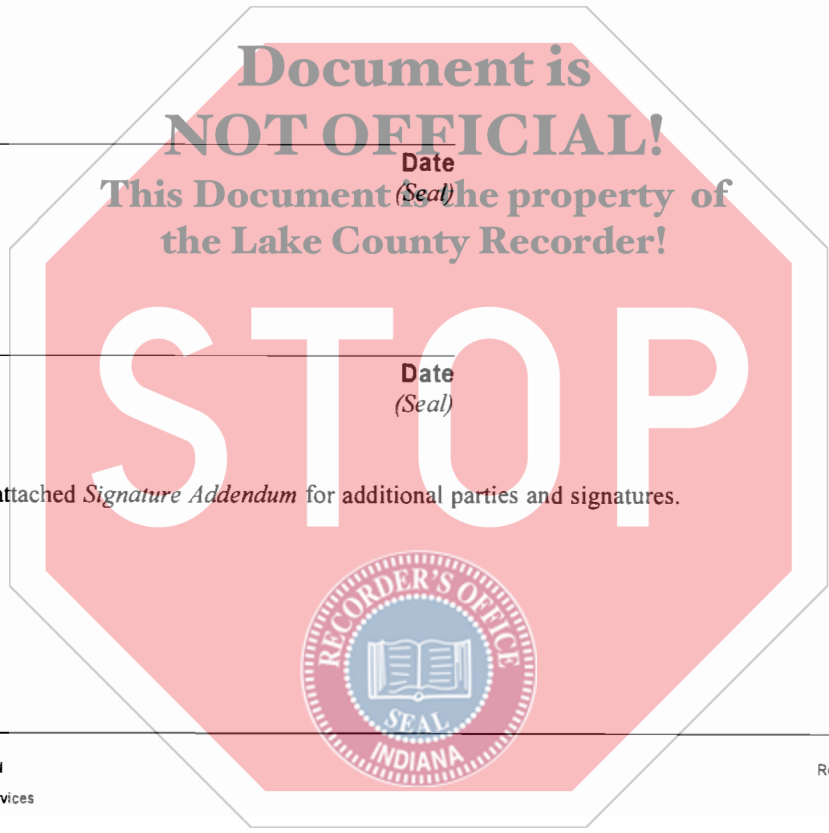 Document is
NOT OFFICIAL!
Date
(Seal)
This Document is the property of
the Lake County Recorder!
STOP
Date
(Seal)
attached Signature Addendum for additional parties and signatures.
RECORDER'S OFFICE
SEAL
INDIANA